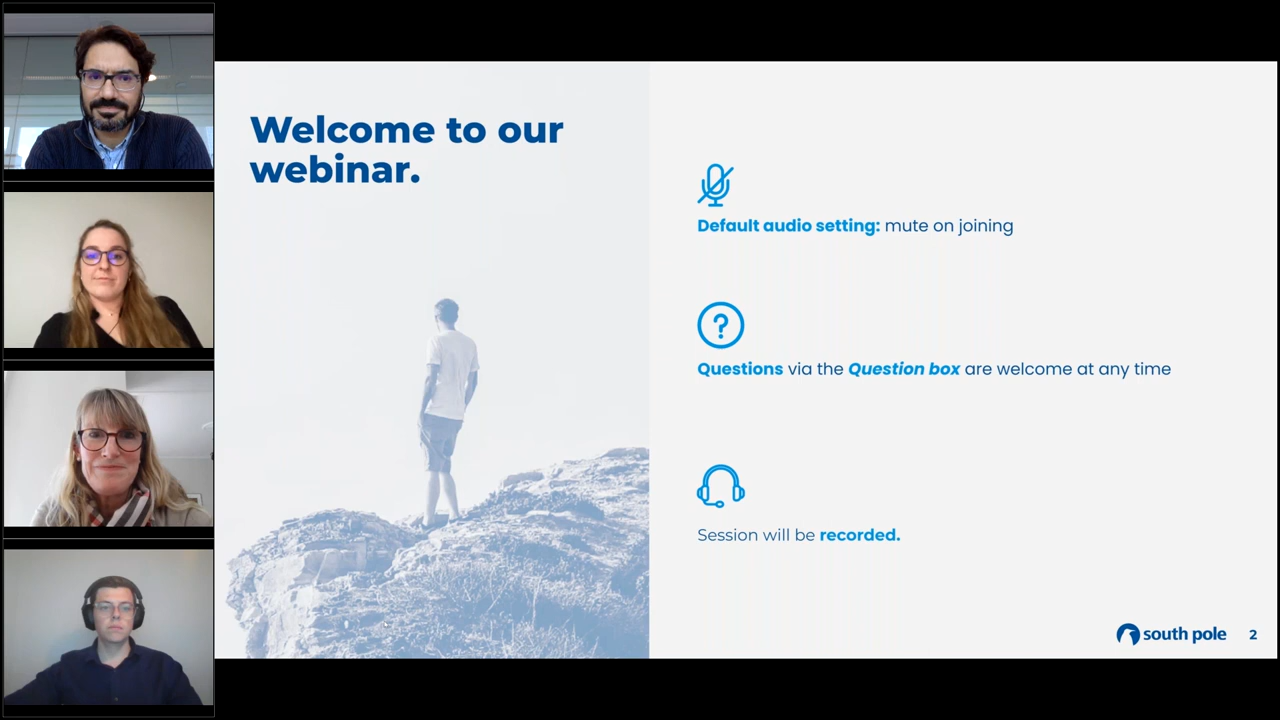 Welcome to our
webinar.
Default audio setting: mute on joining
?
Questions via the Question box are welcome at any time
Session will be recorded.
south pole 2